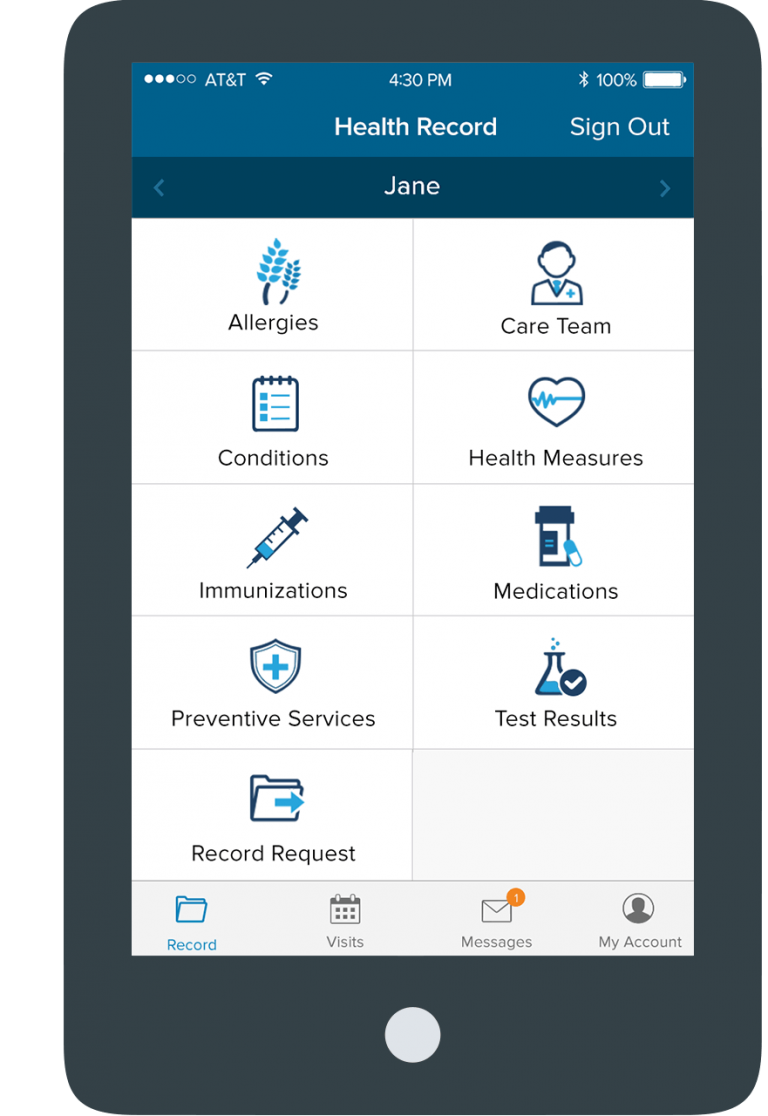 AT&T 4:30 PM 100%
Health Record Sign Out
Jane
Allergies Care Team
Conditions Health Measures
Immunizations Medications
Preventive Services Test Results
Record Request
1
Record Visits Messages My Account